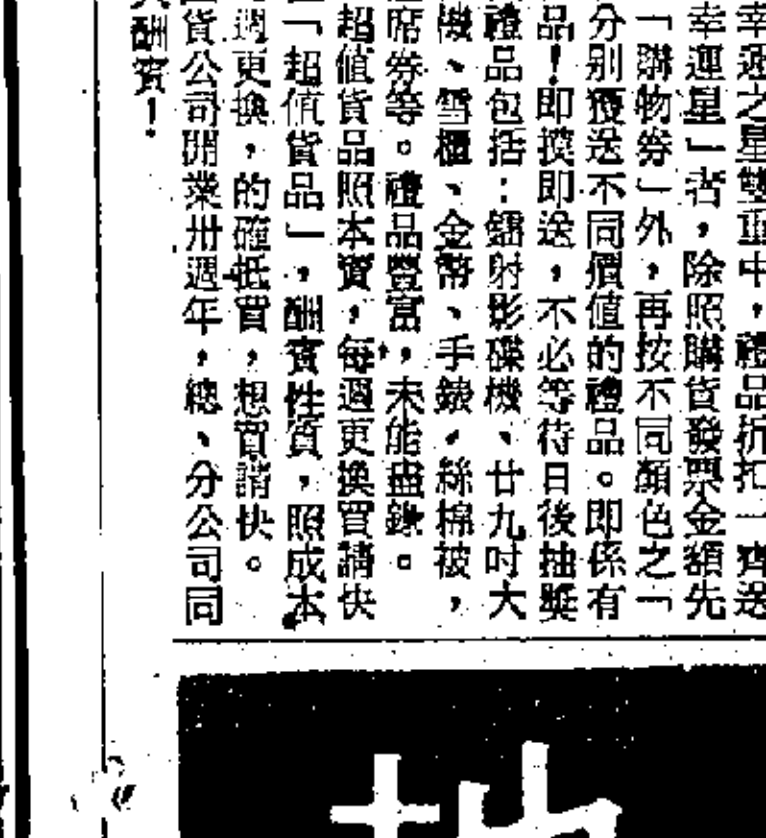 幸運之星雙重中，禮品折扣一齊送
幸運星」者，除照購貨發票金額先
「購物券」外，再按不同顏色之「
分別獲送不同價值的禮品。即係有
品！即摸即送，不必等待日後抽獎
禮品包括：鐳射影碟機、廿九吋大
機、雪櫃、金幣、手錶，絲棉被，
席券等。禮品豐富，未能盡錄。
超值貨品照本賣，每週更換買請快
「超值貨品」，酬賓性質，照成本
週更換，的確抵買，想買請快。
貨公司開業卅週年，總、分公司同
酬賓！